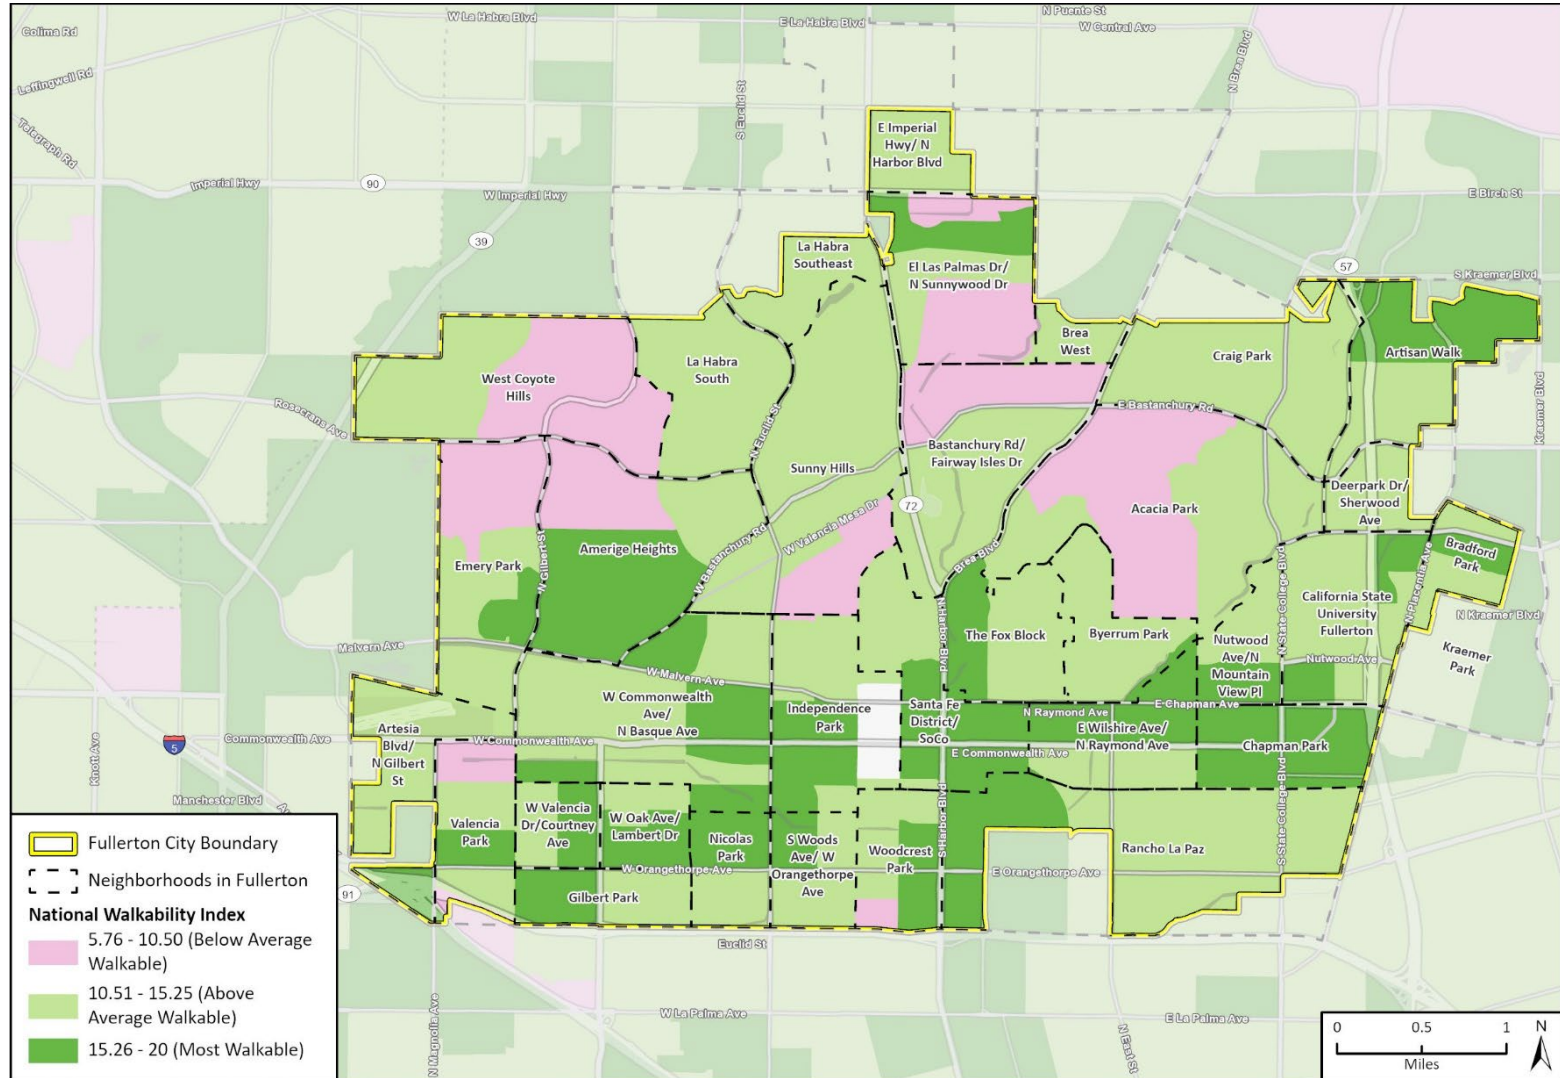 N Puente St
W La Habra Blvd
E La Habra Blvd
W Central Ave
Colima Rd
Leffingwell Rd
N Brea Blvd
S Euclid St
Telegraph Rd
E Imperial
Hwy/ N
Harbor Blvd
Imperial Hwy
90
W Imperial Hwy
E Birch St
39
La Habra
Southeast
57
S Kraemer Blvd
El Las Palmas Dr/
N Sunnywood Dr
Brea
West
Craig Park
Artisan Walk
La Habra
South
West Coyote
Hills
Rosecrans Ave
E Bastanchury Rd
Kraemer Blvd
N Euclid St
Bastanchury Rd/
Fairway Isles Dr
Sunny Hills
Deerpark Dr/
Sherwood
Ave
72
Acacia Park
W Valencia Mesa Dr
Amerige Heights
W Bastanchury Rd
Emery Park
N Gilbert St
Brea Blvd
N State College Blvd
Bradford
Park
N Placentia Ave
California State
University
Fullerton
N Kraemer Blvd
N Harbor Blvd
The Fox Block
Byerrum Park
Nutwood
Ave/N
Mountain
View Pl
Nutwood Ave
Kraemer
Park
Malvern Ave
W Malvern Ave
W Commonwealth
Ave/
N Basque Ave
Independence
Park
Santa Fe
District/
SoCo
N Raymond Ave
E Chapman Ave
E Wilshire Ave/
N Raymond Ave
Chapman Park
Artesia
Blvd/
N Gilbert
St
Commonwealth Ave
W Commonwealth Ave
E Commonwealth Ave
5
Knott Ave
Manchester Blvd
W Valencia
Dr/Courtney
Ave
W Oak Ave/
Lambert Dr
Valencia
Park
Nicolas
Park
S Woods
Ave/ W
Orangethorpe
Ave
Woodcrest
Park
S Harbor Blvd
S State College Blvd
Rancho La Paz
W Orangethorpe Ave
E Orangethorpe Ave
91
Gilbert Park
Euclid St
N Magnolia Ave
W La Palma Ave
E La Palma Ave
N East St
Fullerton City Boundary
Neighborhoods in Fullerton
National Walkability Index
5.76 - 10.50 (Below Average
Walkable)
10.51 - 15.25 (Above
Average Walkable)
15.26 - 20 (Most Walkable)
0 0.5 1
Miles
N